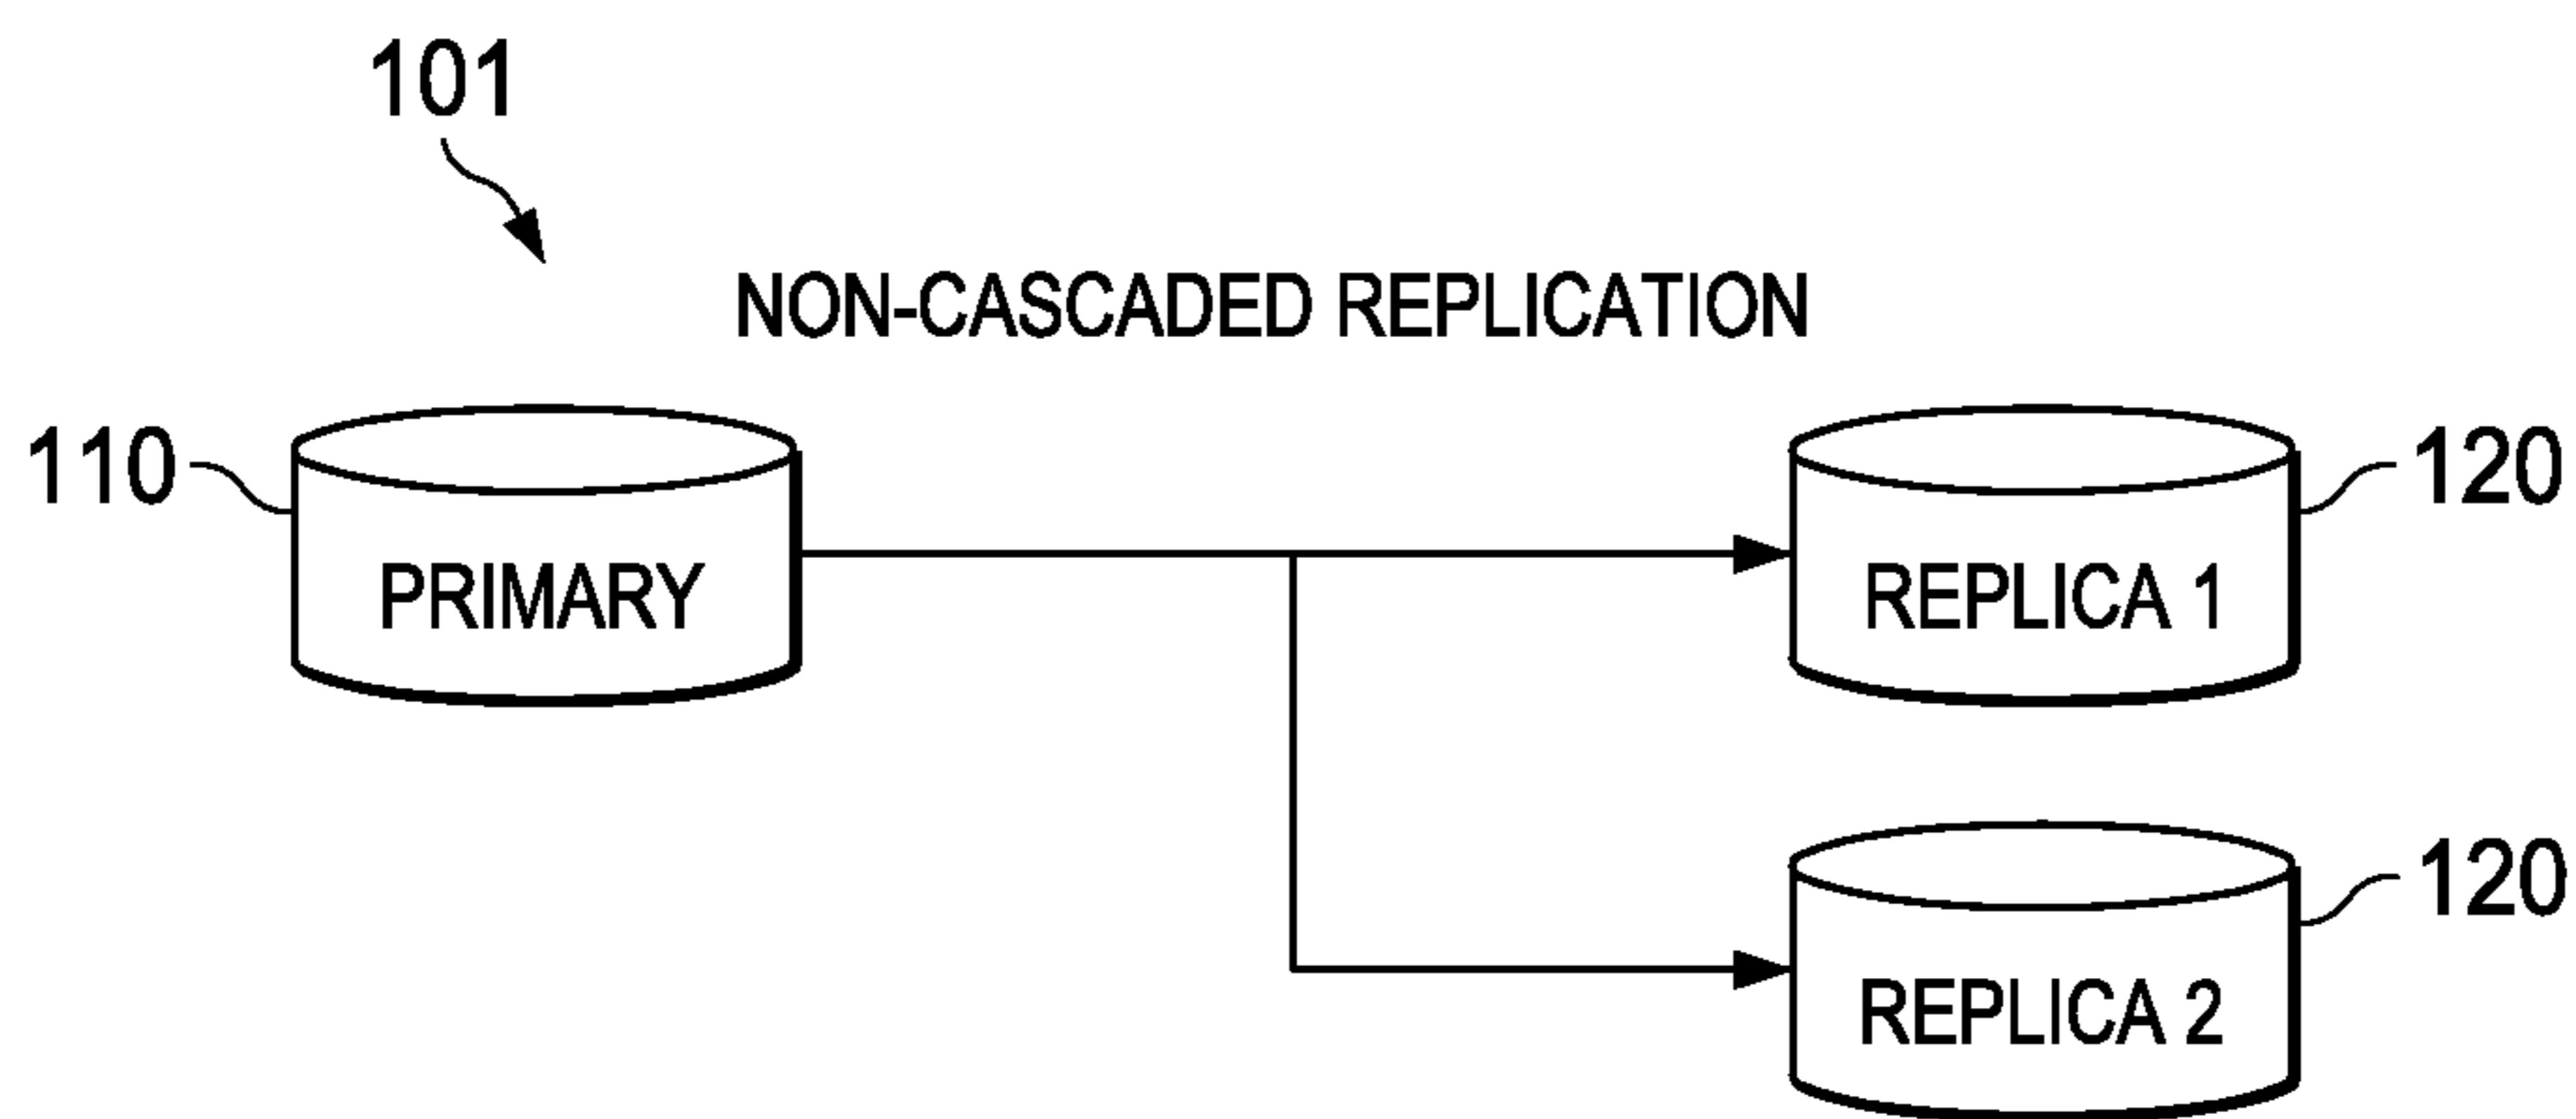 101
NON-CASCADED REPLICATION
110
PRIMARY
REPLICA 1
120
REPLICA 2
120